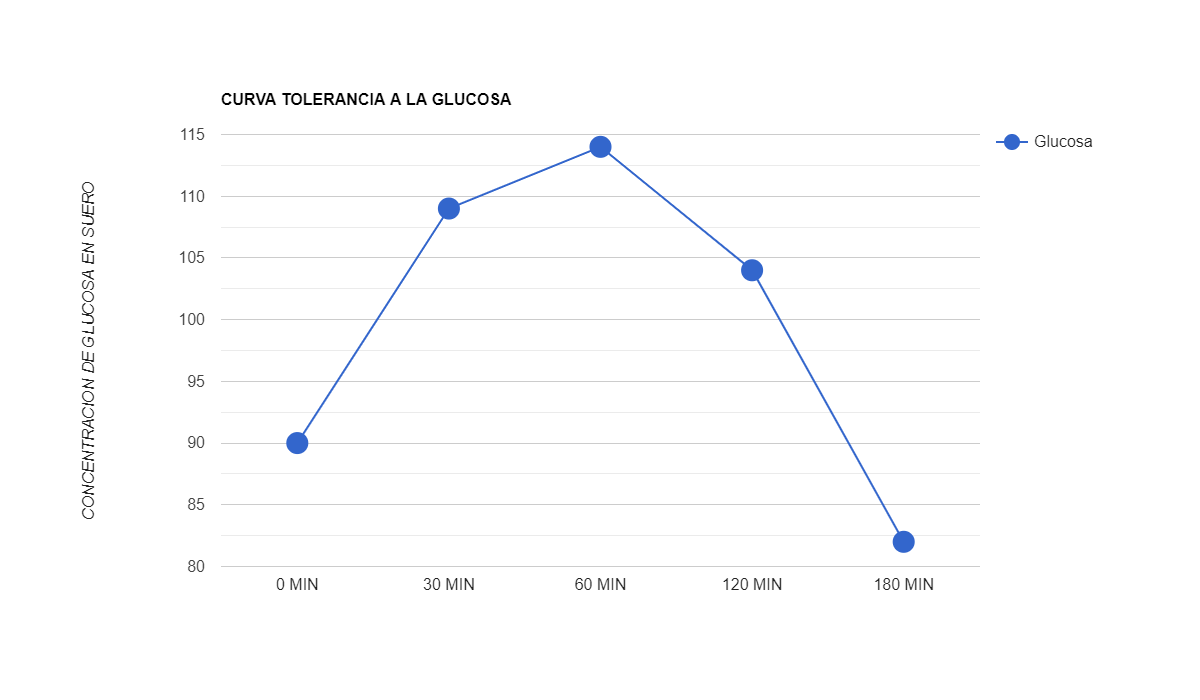 CURVA TOLERANCIA A LA GLUCOSA
CONCENTRACION DE GLUCOSA EN SUERO
115
110
105
100
95
90
85
80
0 MIN
30 MIN
60 MIN
120 MIN
180 MIN
Glucosa